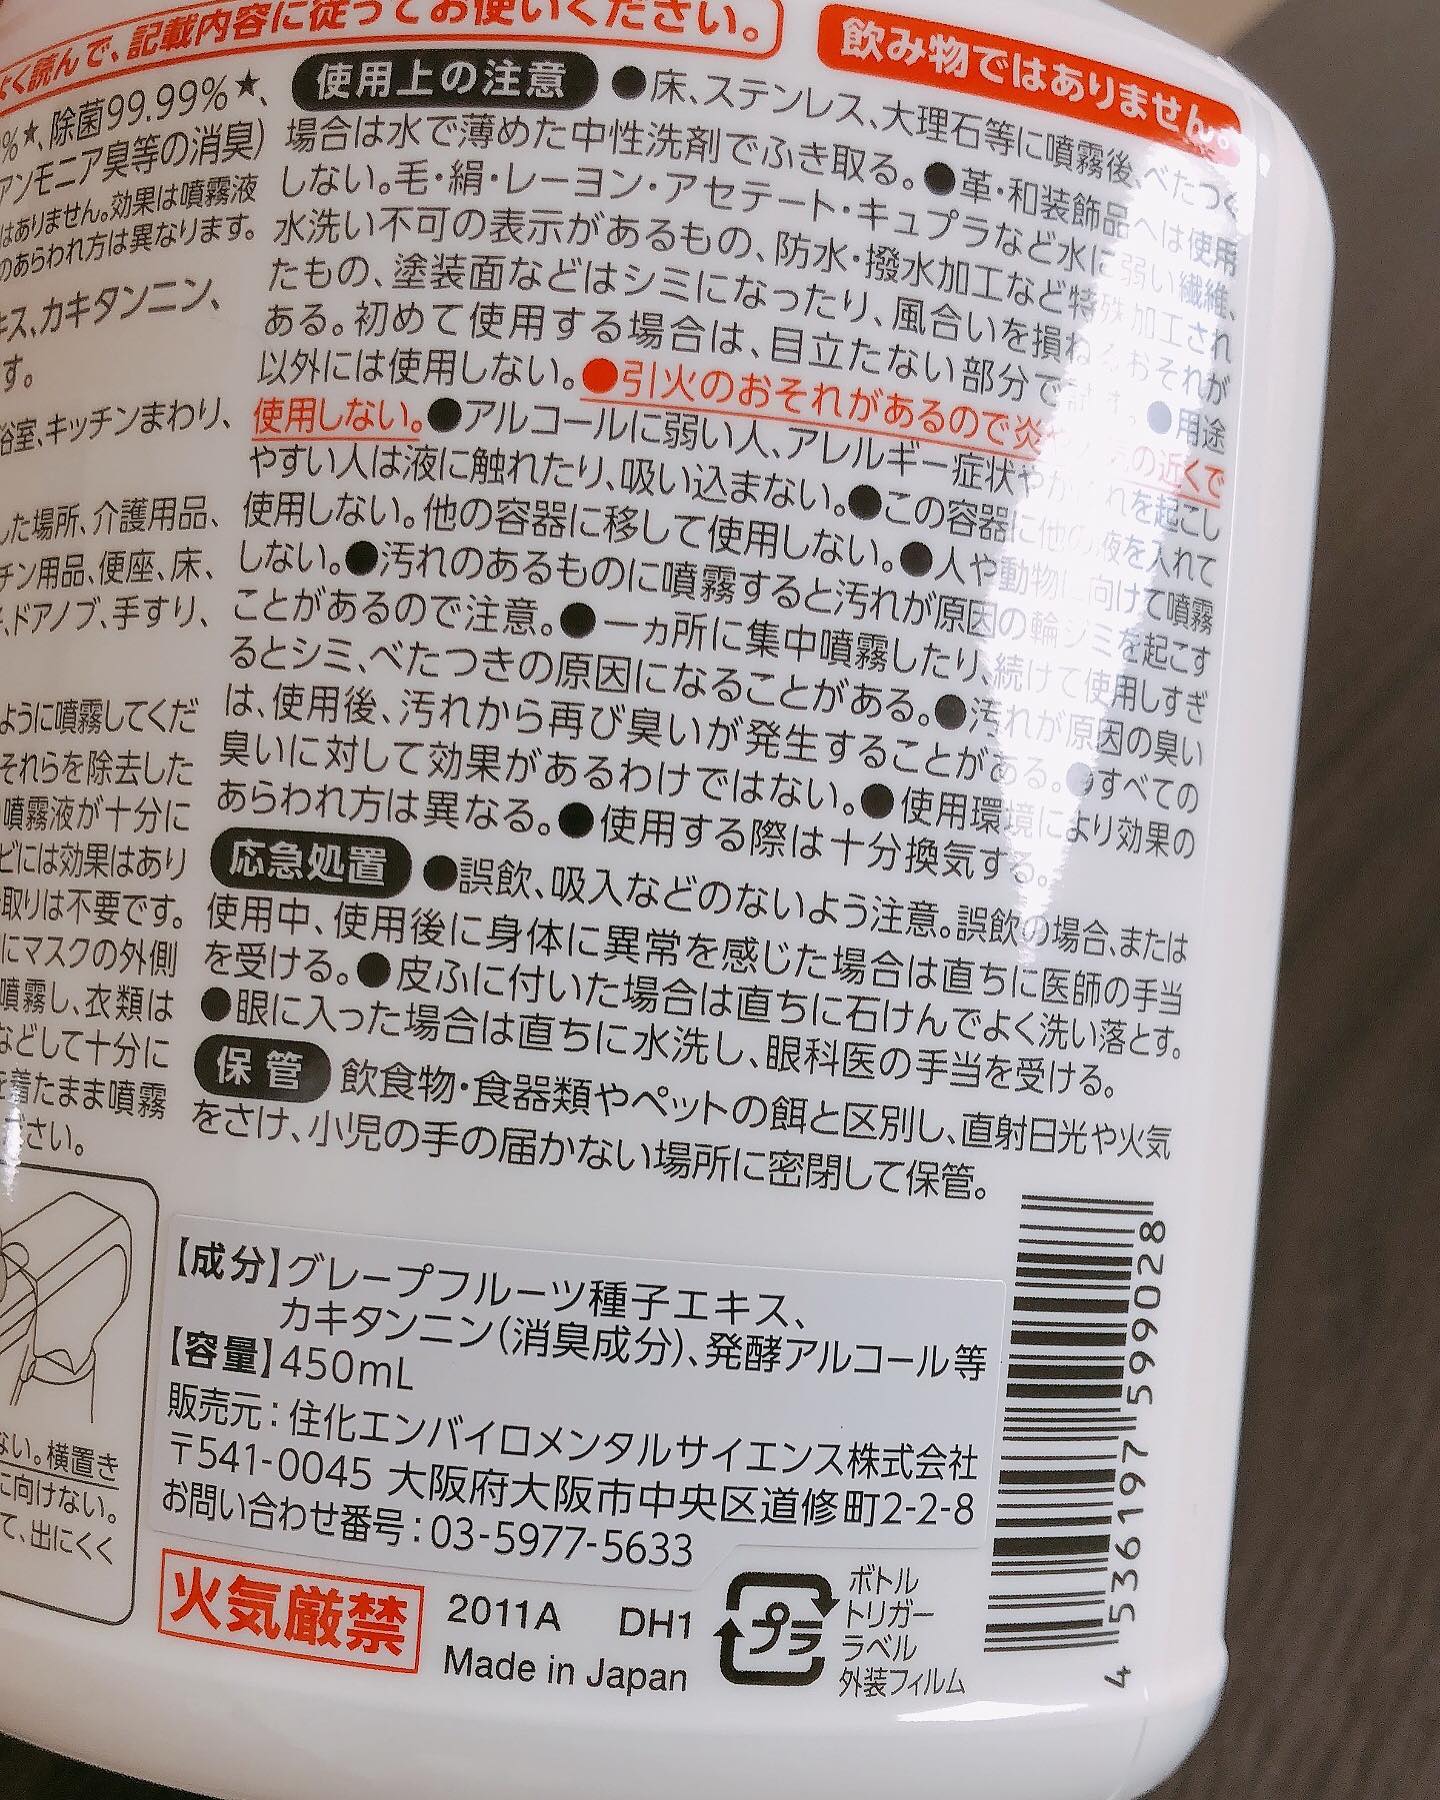 よく読んで、記載内容に従ってお使いください。
飲み物ではありません。
%★、除菌99.99%★、
アンモニア臭等の消臭)
はありません。効果は噴霧液
のあらわれ方は異なります。
キス、カキタンニン、
す。
浴室、キッチンまわり、
した場所、介護用品、
チン用品、便座、床、
、ドアノブ、手すり、
ように噴霧してくだ
それらを除去した
噴霧液が十分に
ビには効果はあり
取りは不要です。
にマスクの外側
噴霧し、衣類は
などして十分に
を着たまま噴霧
ださい。
ない。横置き
に向けない。
て、出にくく
使用上の注意 ●床、ステンレス、大理石等に噴霧後、べたつく
場合は水で薄めた中性洗剤でふき取る。●革・和装飾品へは使用
しない。毛・絹・レーヨン・アセテート・キュプラなど水に弱い繊維、
水洗い不可の表示があるもの、防水・撥水加工など特殊加工され
たもの、塗装面などはシミになったり、風合いを損ねるおそれが
ある。初めて使用する場合は、目立たない部分で試す。●用途
以外には使用しない。●引火のおそれがあるので炎や火気の近くで
使用しない。●アルコールに弱い人、アレルギー症状やかぶれを起こし
やすい人は液に触れたり、吸い込まない。●この容器に他の液を入れて
使用しない。他の容器に移して使用しない。●人や動物に向けて噴霧
しない。●汚れのあるものに噴霧すると汚れが原因の輪ジミを起こす
ことがあるので注意。●一ヵ所に集中噴霧したり、続けて使用しすぎ
るとシミ、べたつきの原因になることがある。●汚れが原因の臭い
は、使用後、汚れから再び臭いが発生することがある。●すべての
臭いに対して効果があるわけではない。●使用環境により効果の
あらわれ方は異なる。●使用する際は十分換気する。
応急処置 ●誤飲、吸入などのないよう注意。誤飲の場合、または
使用中、使用後に身体に異常を感じた場合は直ちに医師の手当
を受ける。●皮ふに付いた場合は直ちに石けんでよく洗い落とす。
●眼に入った場合は直ちに水洗し、眼科医の手当を受ける。
保管 飲食物・食器類やペットの餌と区別し、直射日光や火気
をさけ、小児の手の届かない場所に密閉して保管。
【成分】グレープフルーツ種子エキス、
カキタンニン(消臭成分)、発酵アルコール等
【容量】450mL
販売元：住化エンバイロメンタルサイエンス株式会社
〒541-0045 大阪府大阪市中央区道修町2-2-8
お問い合わせ番号：03-5977-5633
火気厳禁
2011A DH1
Made in Japan
プラ
ボトル
トリガー
ラベル
外装フィルム
4 536197 599028